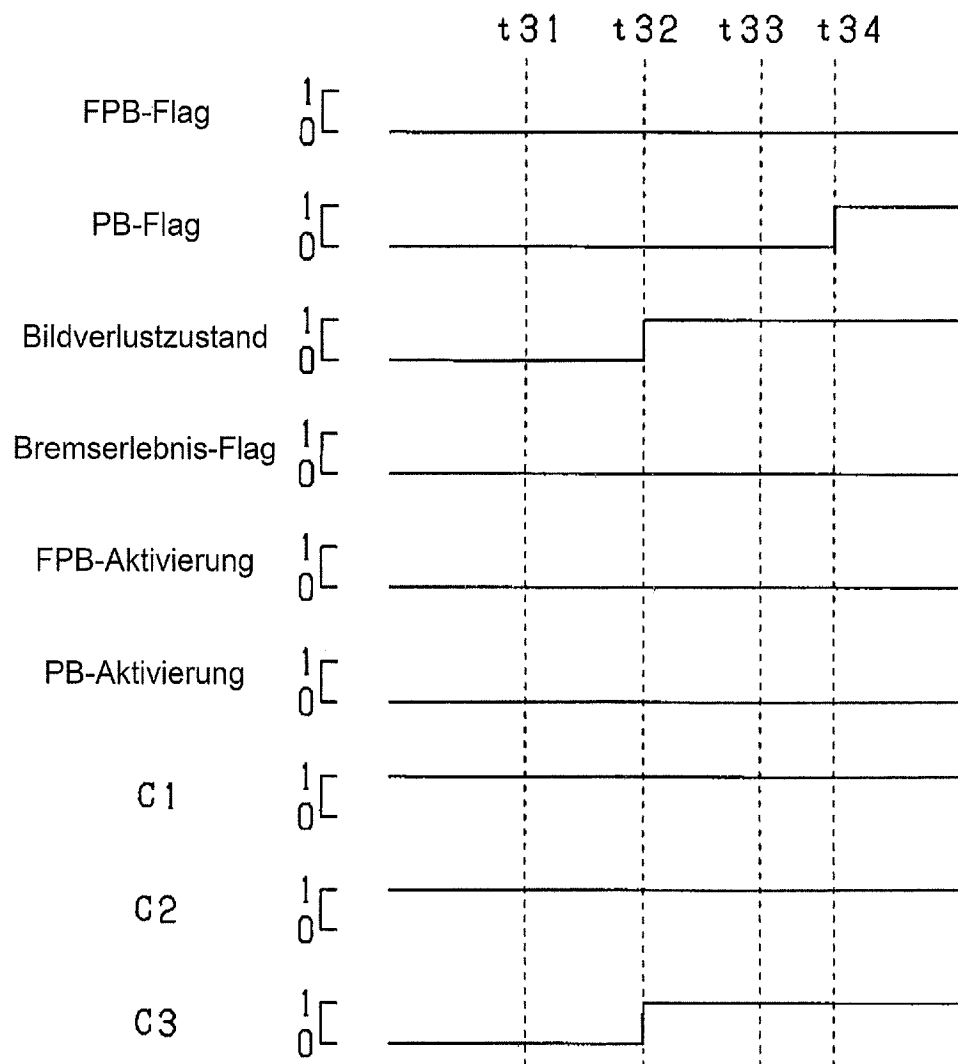 t31 t32 t33 t34
FPB-Flag 1 0
PB-Flag 1 0
Bildverlustzustand 1 0
Bremserlebnis-Flag 1 0
FPB-Aktivierung 1 0
PB-Aktivierung 1 0
C1 1 0
C2 1 0
C3 1 0